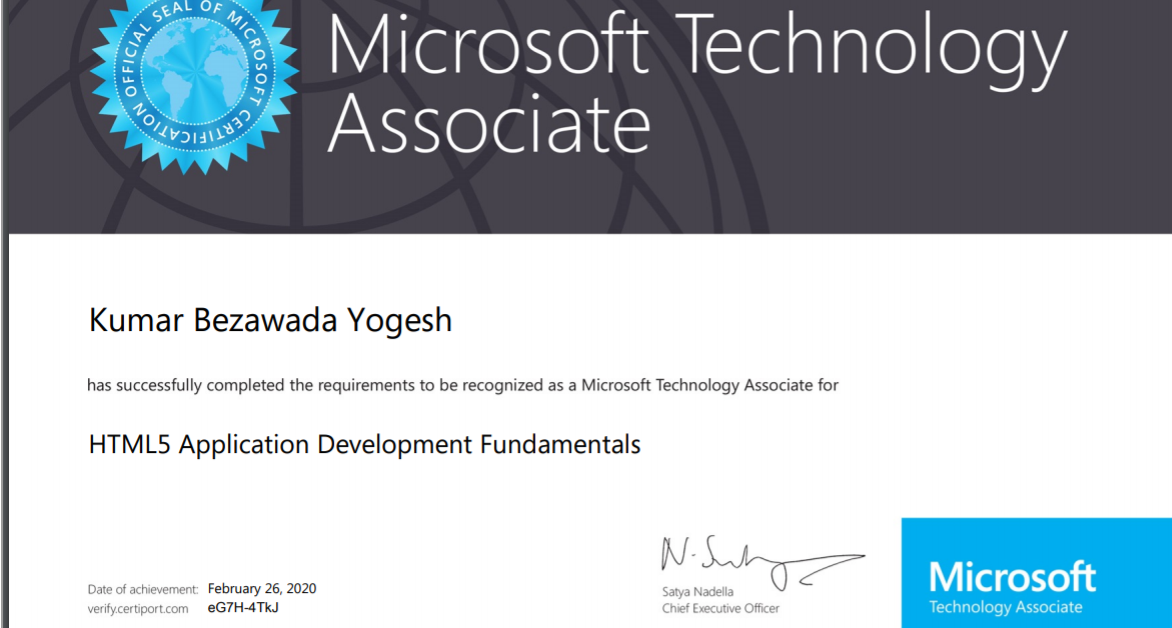 OFFICIAL SEAL OF MICROSOFT CERTIFICATION
Microsoft Technology
Associate
Kumar Bezawada Yogesh
has successfully completed the requirements to be recognized as a Microsoft Technology Associate for
HTML5 Application Development Fundamentals
Date of achievement: February 26, 2020
verify.certiport.com eG7H-4TkJ
Satya Nadella
Chief Executive Officer
Microsoft
Technology Associate